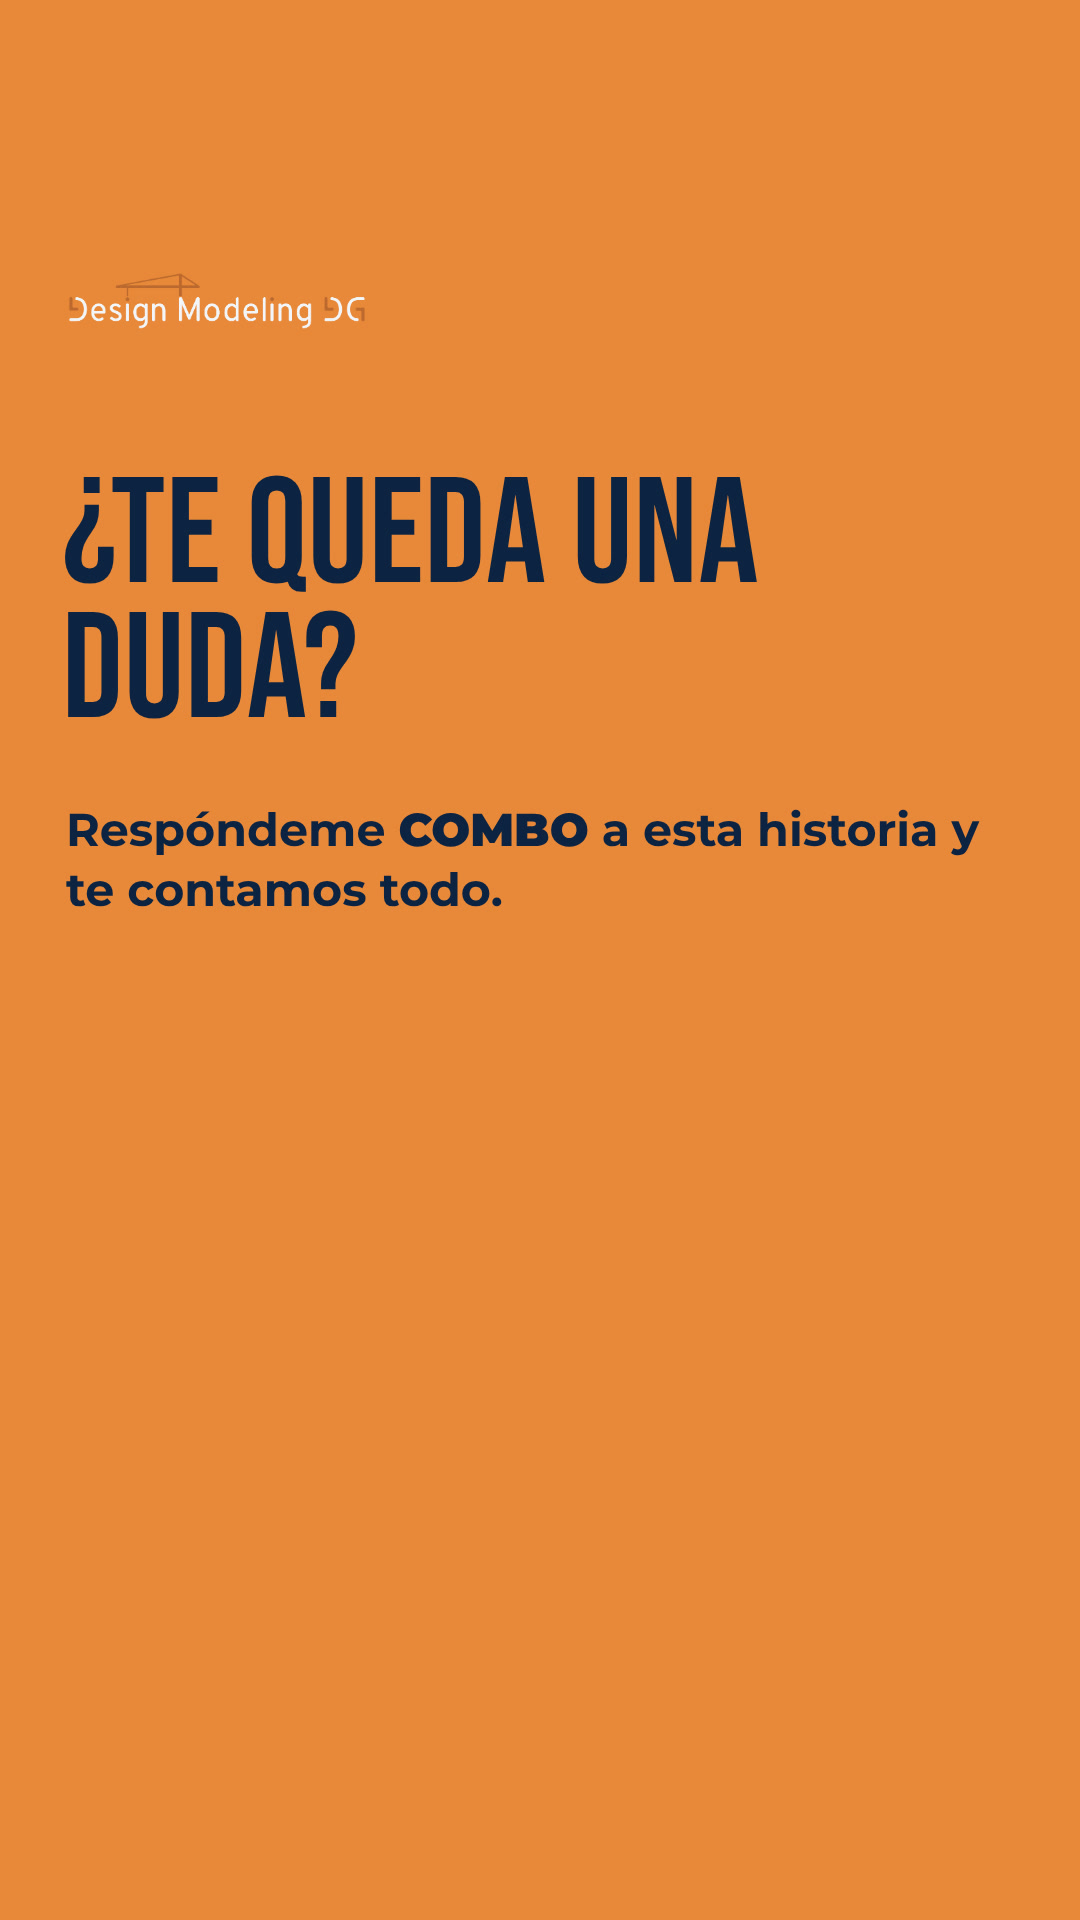 Design Modeling DG
¿TE QUEDA UNA
DUDA?
Respóndeme COMBO a esta historia y
te contamos todo.